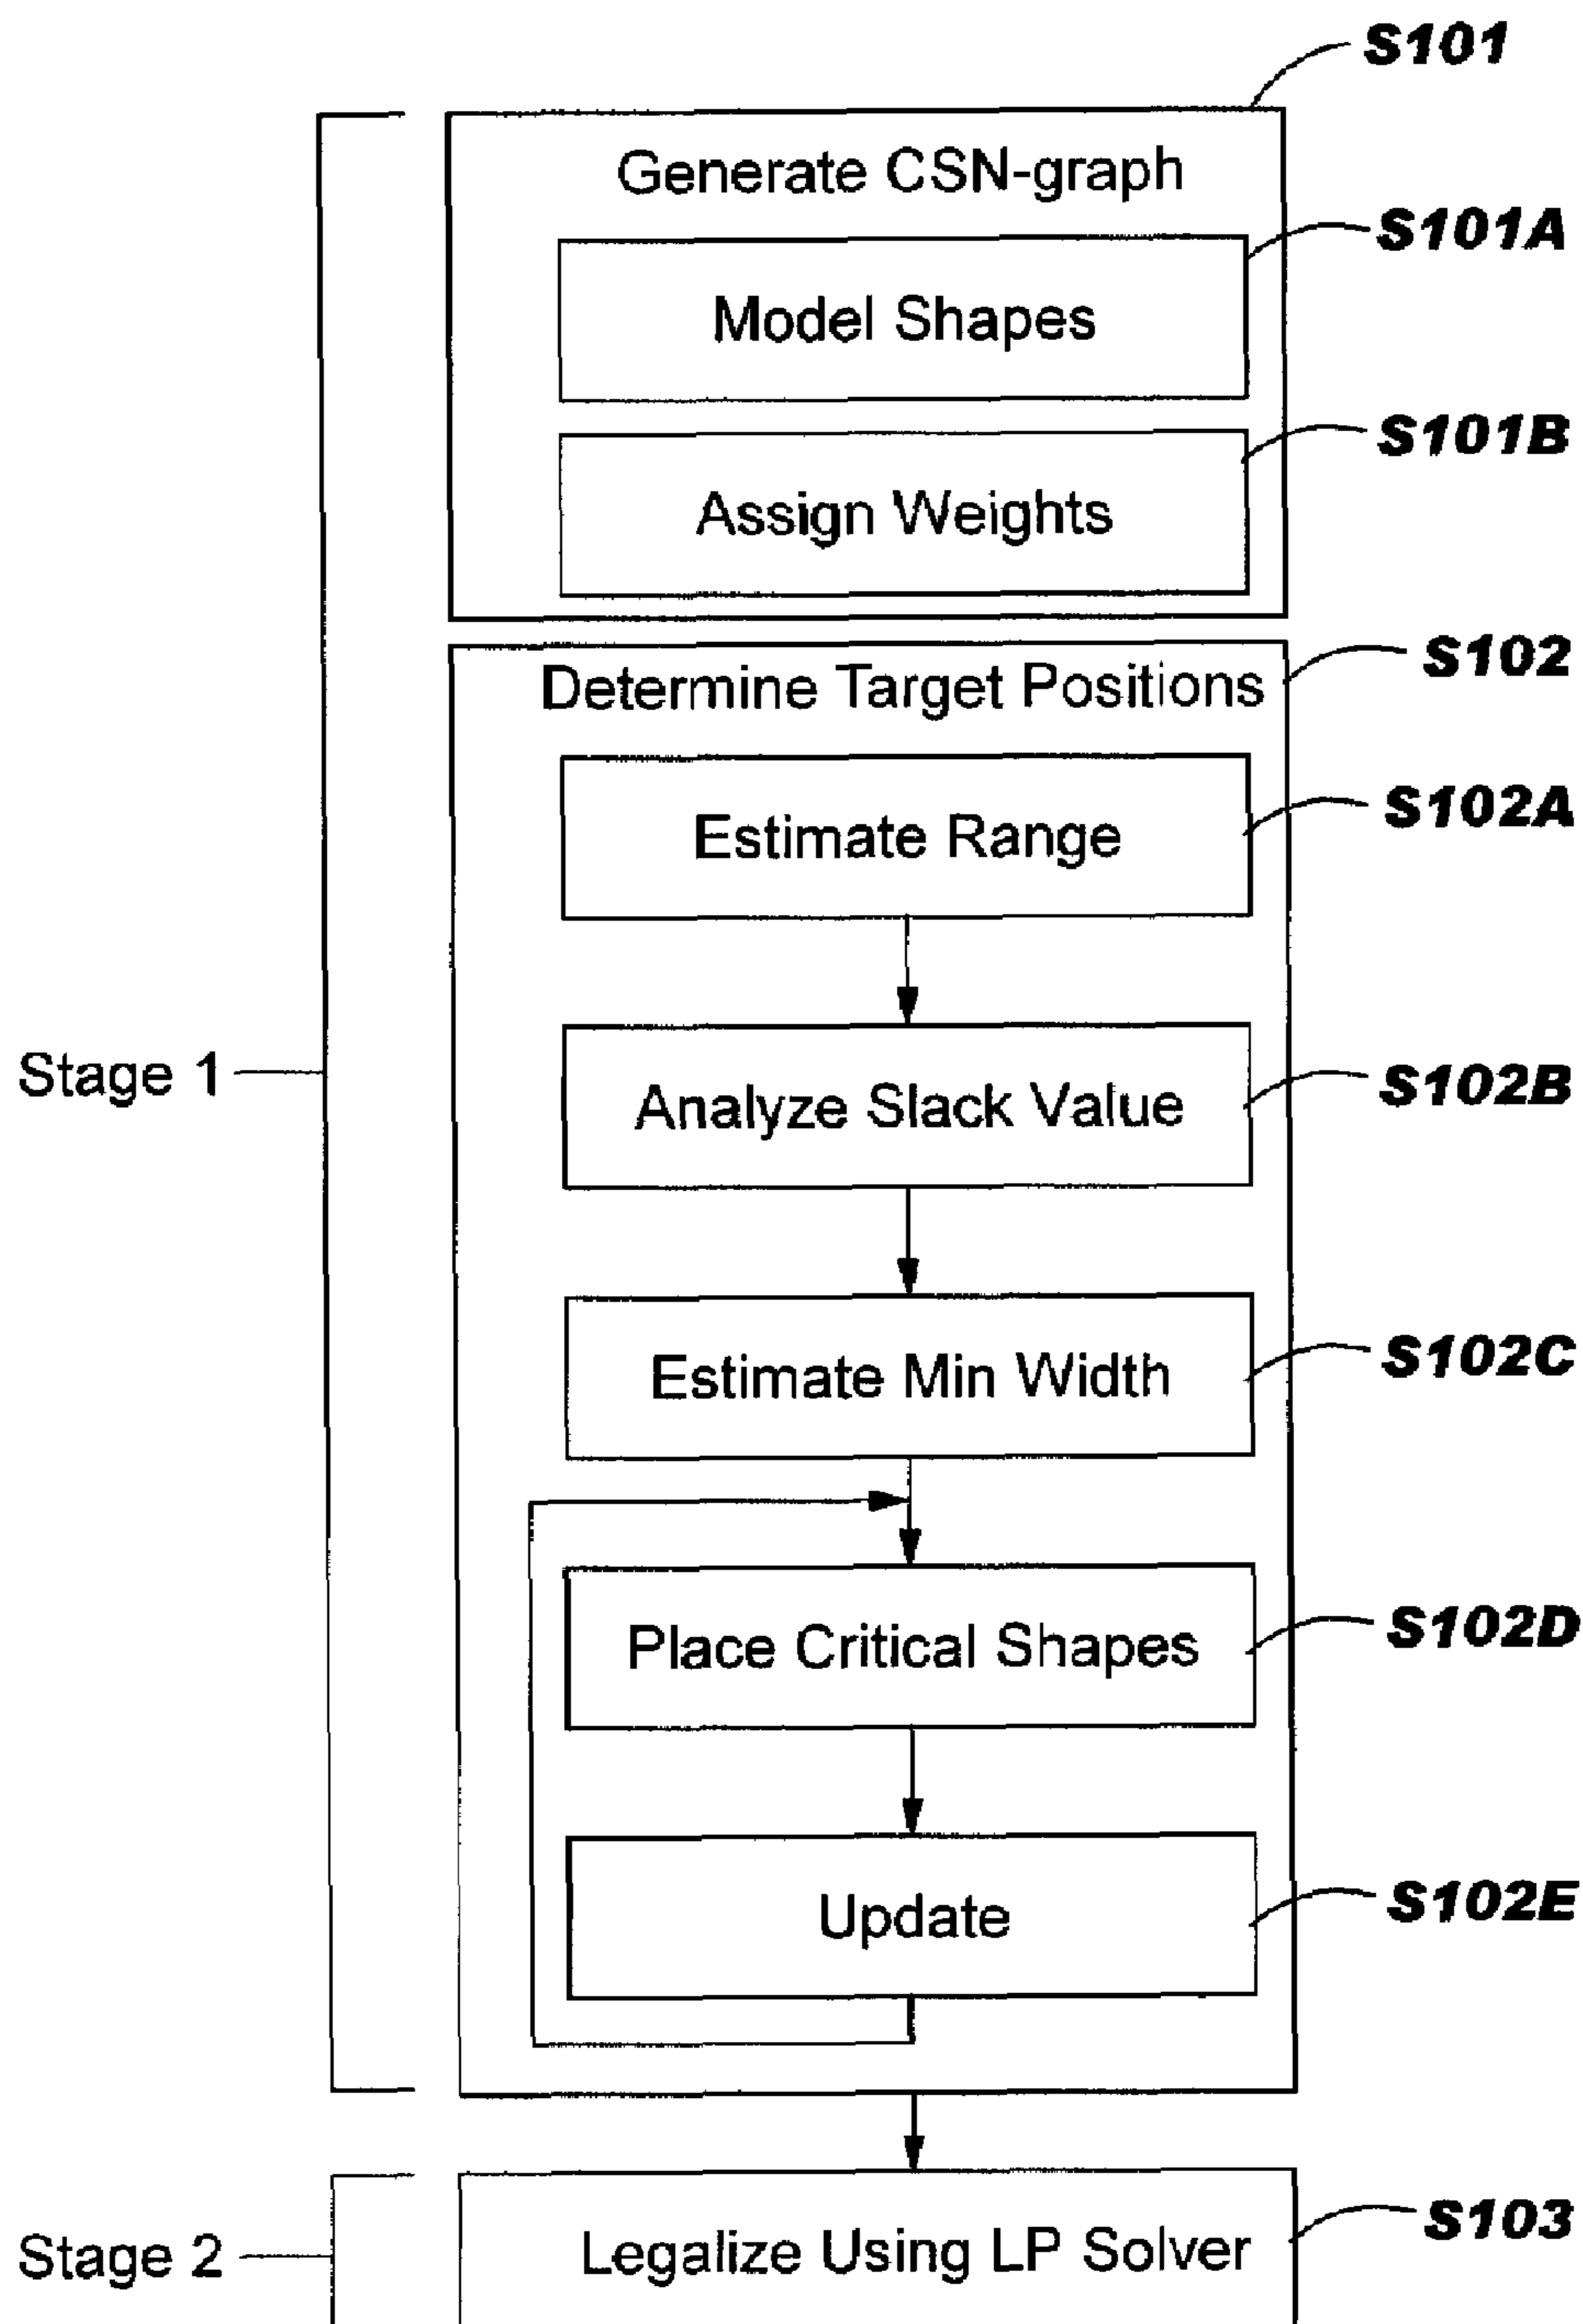 S101
Generate CSN-graph
S101A
Model Shapes
S101B
Assign Weights
S102
Determine Target Positions
S102A
Estimate Range
Stage 1
Analyze Slack Value
S102B
Estimate Min Width
S102C
Place Critical Shapes
S102D
Update
S102E
Stage 2
Legalize Using LP Solver
S103